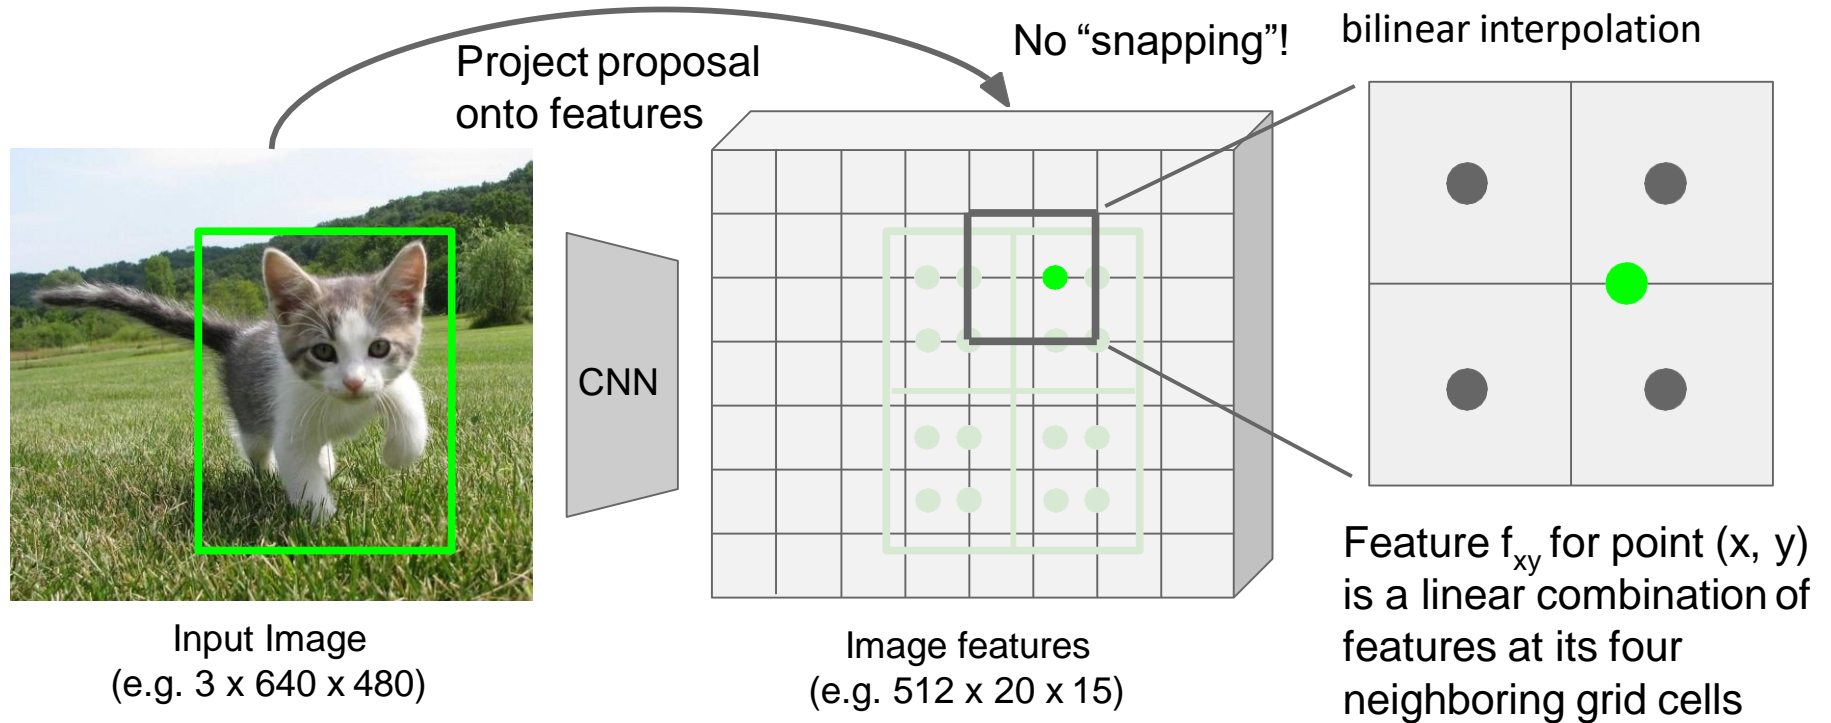 Project proposal
onto features
No “snapping”!
bilinear interpolation
CNN
Input Image
(e.g. 3 x 640 x 480)
Image features
(e.g. 512 x 20 x 15)
Feature fxy for point (x, y)
is a linear combination of
features at its four
neighboring grid cells